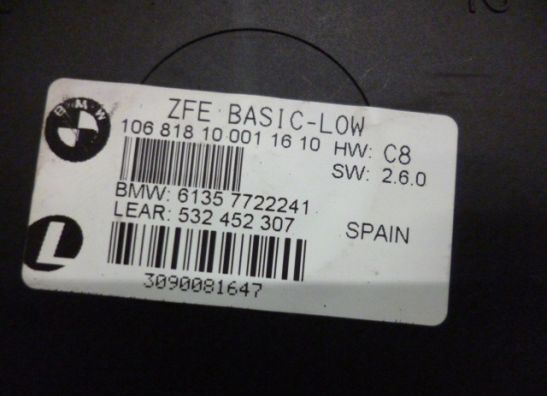 BMW
ZFE BASIC-LOW
106 818 10 001 16 10 HW: C8
SW: 2.6.0
BMW: 6135 7722241
LEAR: 532 452 307
SPAIN
L
3090081647